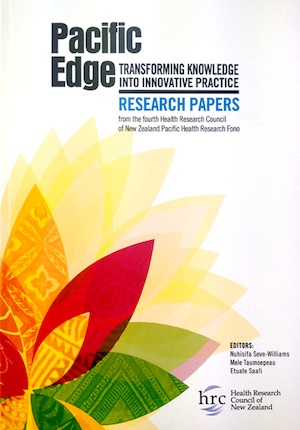 Pacific
Edge
TRANSFORMING KNOWLEDGE
INTO INNOVATIVE PRACTICE
RESEARCH PAPERS
from the fourth Health Research Council
of New Zealand Pacific Health Research Fono
EDITORS:
Nuhisifa Seve-Williams
Mele Taumoepeau
Etuate Saafi
hrc
Health Research
Council of
New Zealand